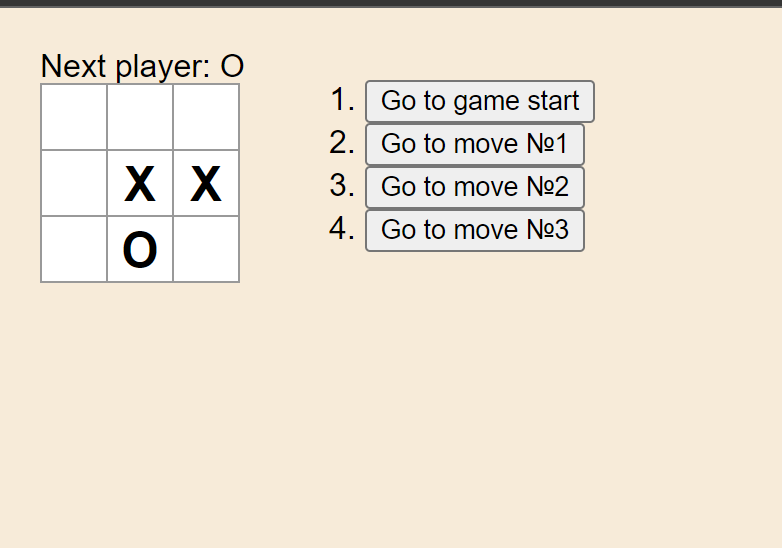 Next player: O
X X
O
1. Go to game start
2. Go to move №1
3. Go to move №2
4. Go to move №3